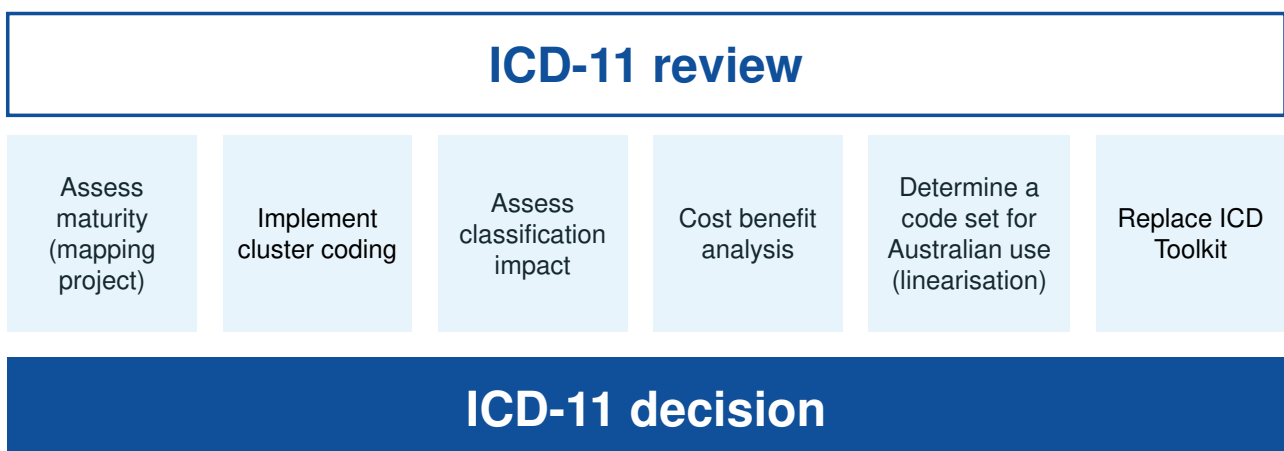 ICD-11 review
Assess
maturity
(mapping
project)
Implement
cluster coding
Assess
classification
impact
Cost benefit
analysis
Determine a
code set for
Australian use
(linearisation)
Replace ICD
Toolkit
ICD-11 decision